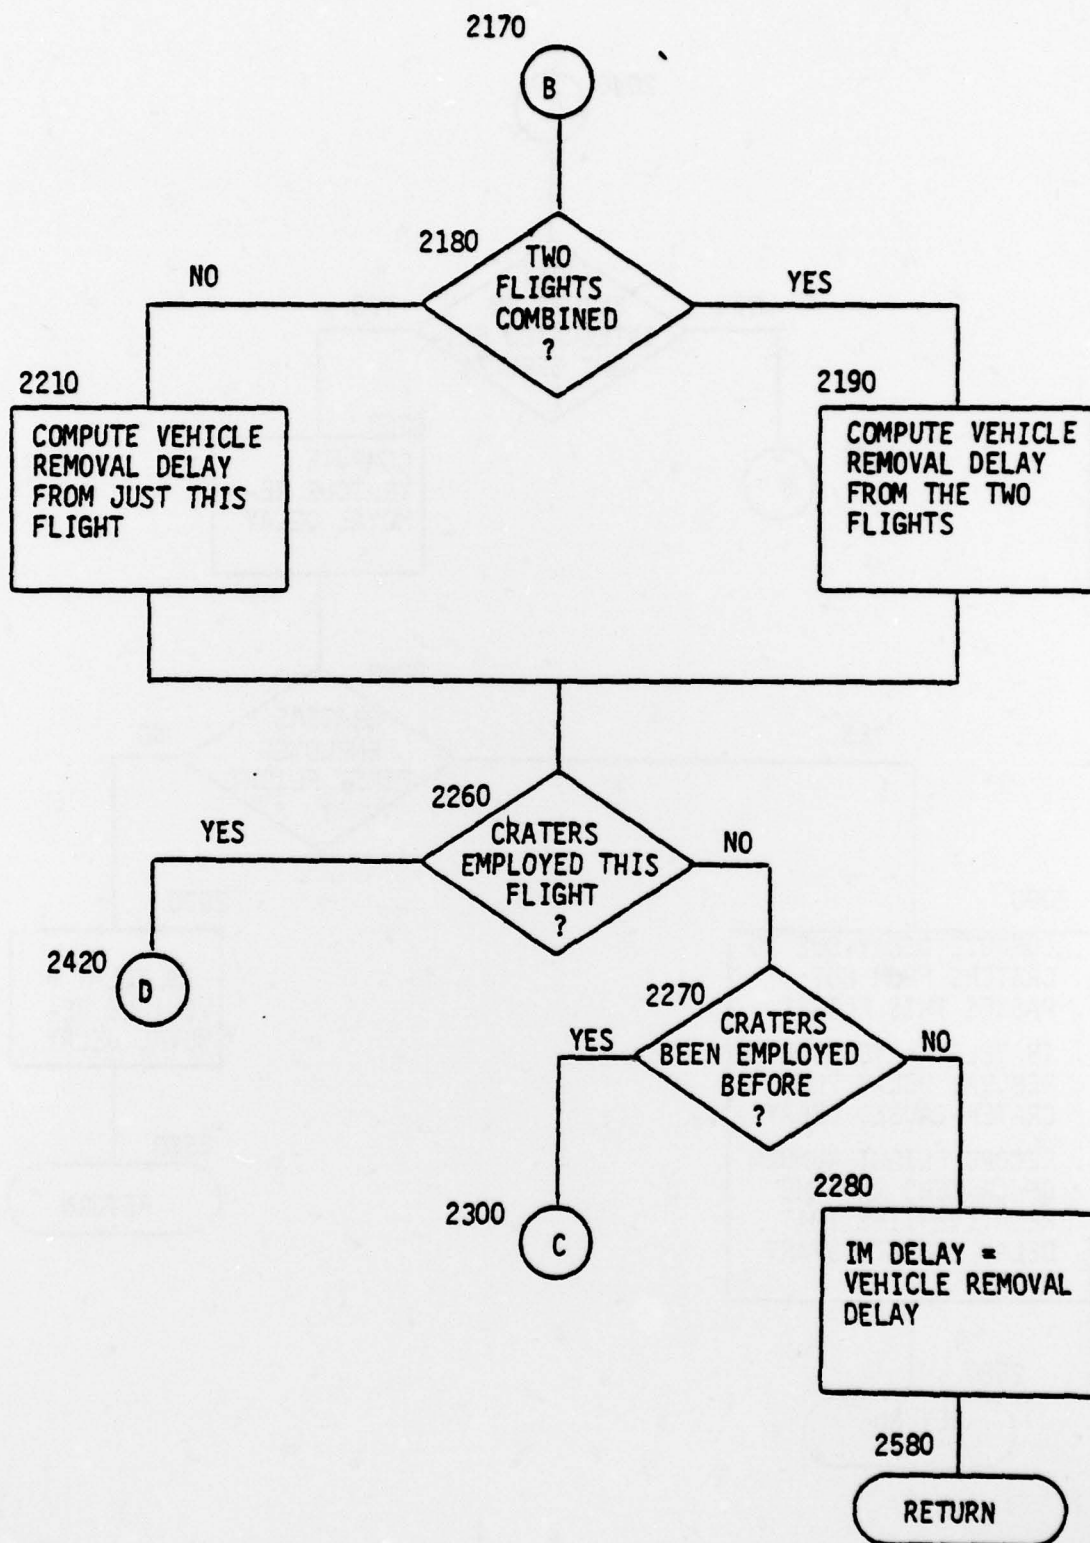 2170
B
2180
TWO
FLIGHTS
COMBINED
?
NO
YES
2210
COMPUTE VEHICLE
REMOVAL DELAY
FROM JUST THIS
FLIGHT
2190
COMPUTE VEHICLE
REMOVAL DELAY
FROM THE TWO
FLIGHTS
2260
CRATERS
EMPLOYED THIS
FLIGHT
?
YES
NO
2420
D
2270
CRATERS
BEEN EMPLOYED
BEFORE
?
YES
NO
2300
C
2280
IM DELAY =
VEHICLE REMOVAL
DELAY
2580
RETURN